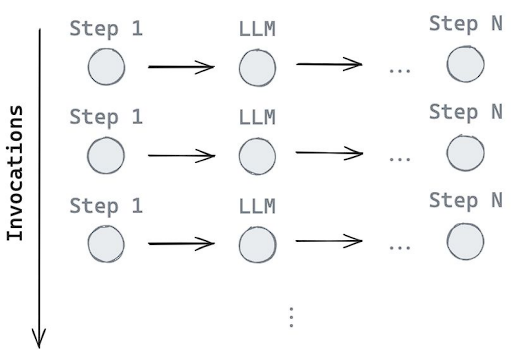 Step 1 LLM Step N
...
Step 1 LLM Step N
...
Step 1 LLM Step N
...
Invocations
⋮